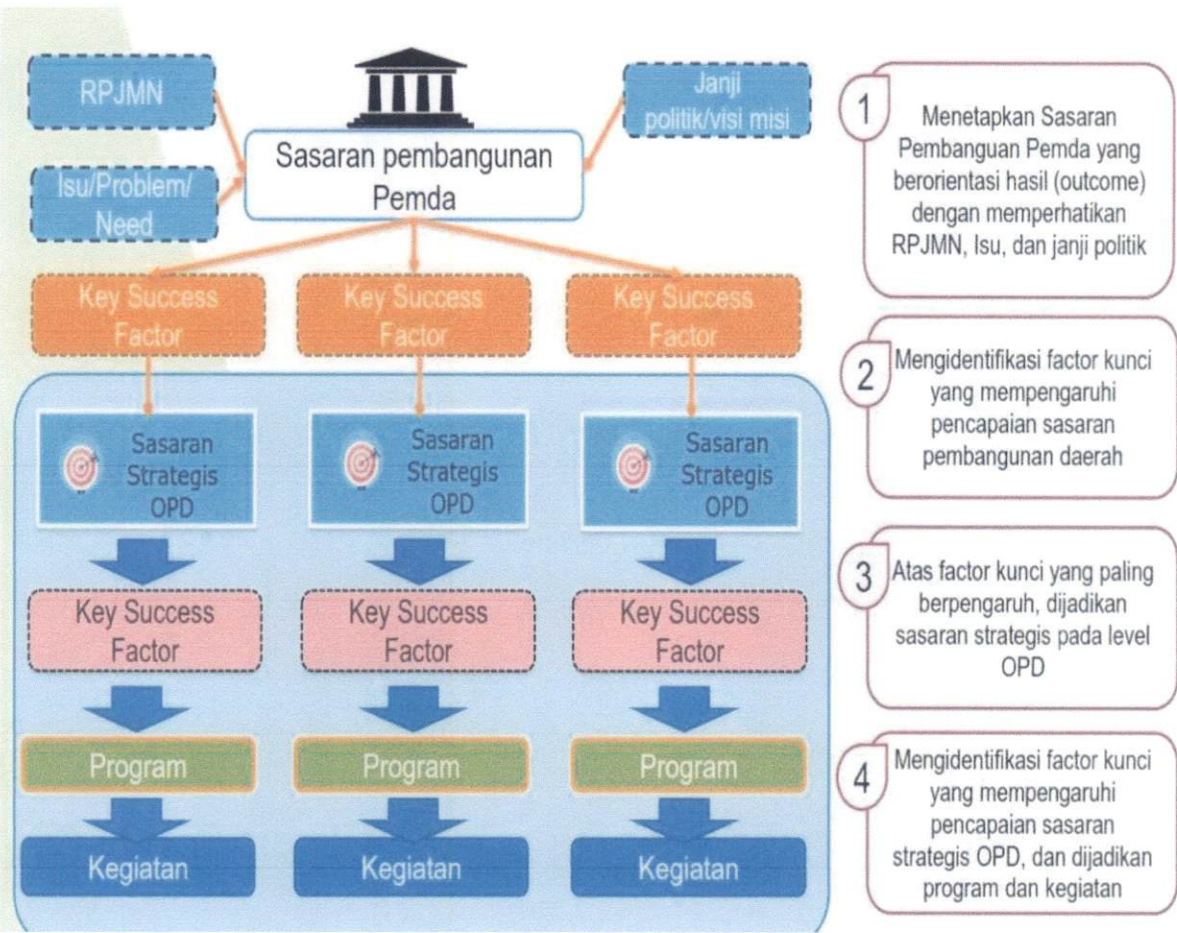 RPJMN
Janji
politik/visi misi
Sasaran pembangunan
Pemda
Isu/Problem/
Need
Key Success
Factor
Key Success
Factor
Key Success
Factor
Sasaran
Strategis
OPD
Sasaran
Strategis
OPD
Sasaran
Strategis
OPD
Key Success
Factor
Key Success
Factor
Key Success
Factor
Program
Program
Program
Kegiatan
Kegiatan
Kegiatan
1
Menetapkan Sasaran
Pembanguan Pemda yang
berorientasi hasil (outcome)
dengan memperhatikan
RPJMN, Isu, dan janji politik
2
Mengidentifikasi factor kunci
yang mempengaruhi
pencapaian sasaran
pembangunan daerah
3
Atas factor kunci yang paling
berpengaruh, dijadikan
sasaran strategis pada level
OPD
4
Mengidentifikasi factor kunci
yang mempengaruhi
pencapaian sasaran
strategis OPD, dan dijadikan
program dan kegiatan